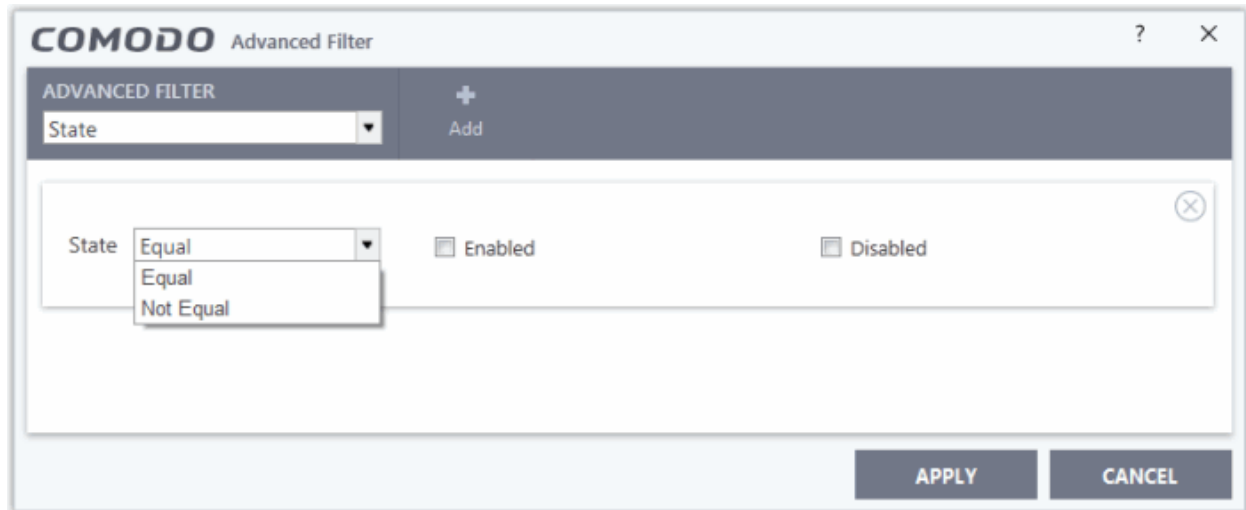 COMODO Advanced Filter ?
ADVANCED FILTER
State
Add
State Equal Enabled Disabled
Equal
Not Equal
APPLY CANCEL